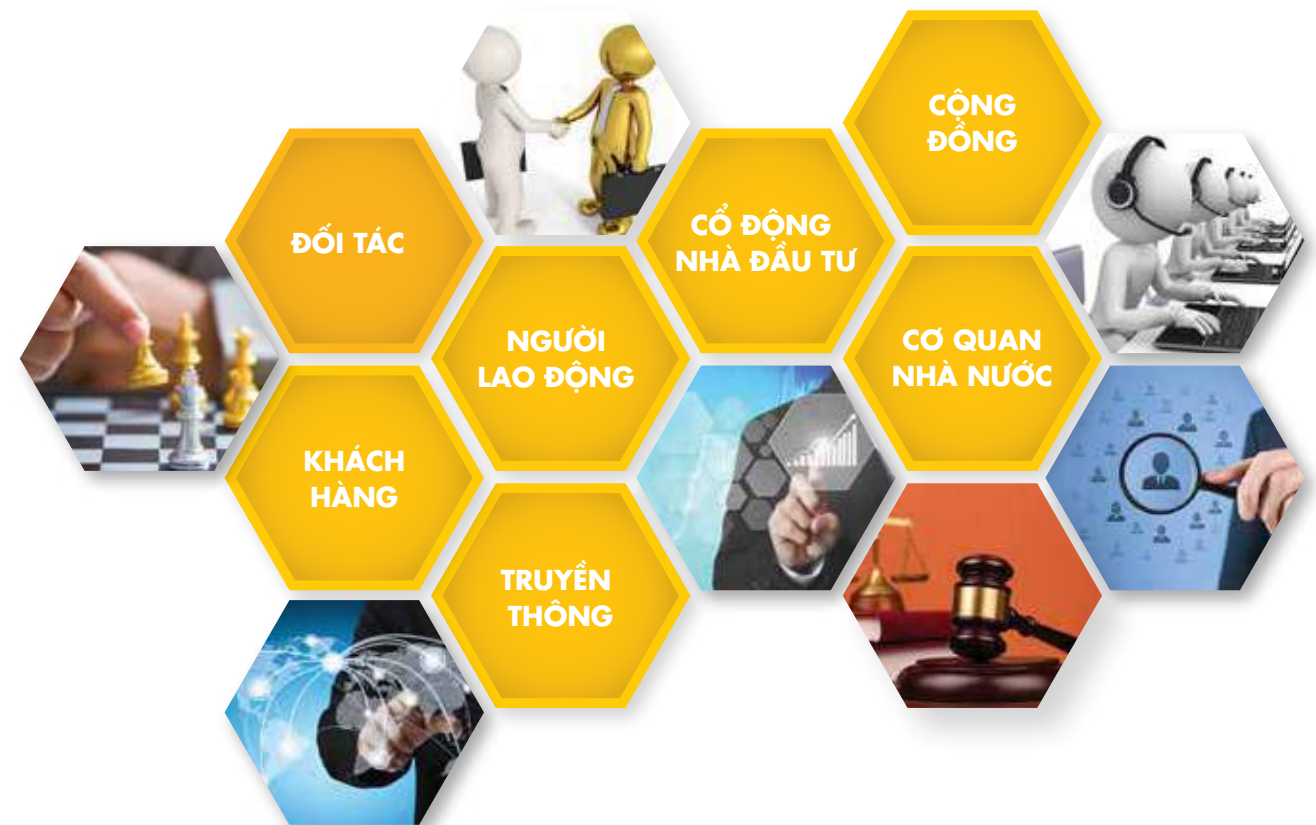 CỘNG
ĐỒNG
ĐỐI TÁC
CỔ ĐỘNG
NHÀ ĐẦU TƯ
NGƯỜI
LAO ĐỘNG
CƠ QUAN
NHÀ NƯỚC
KHÁCH
HÀNG
TRUYỀN
THÔNG